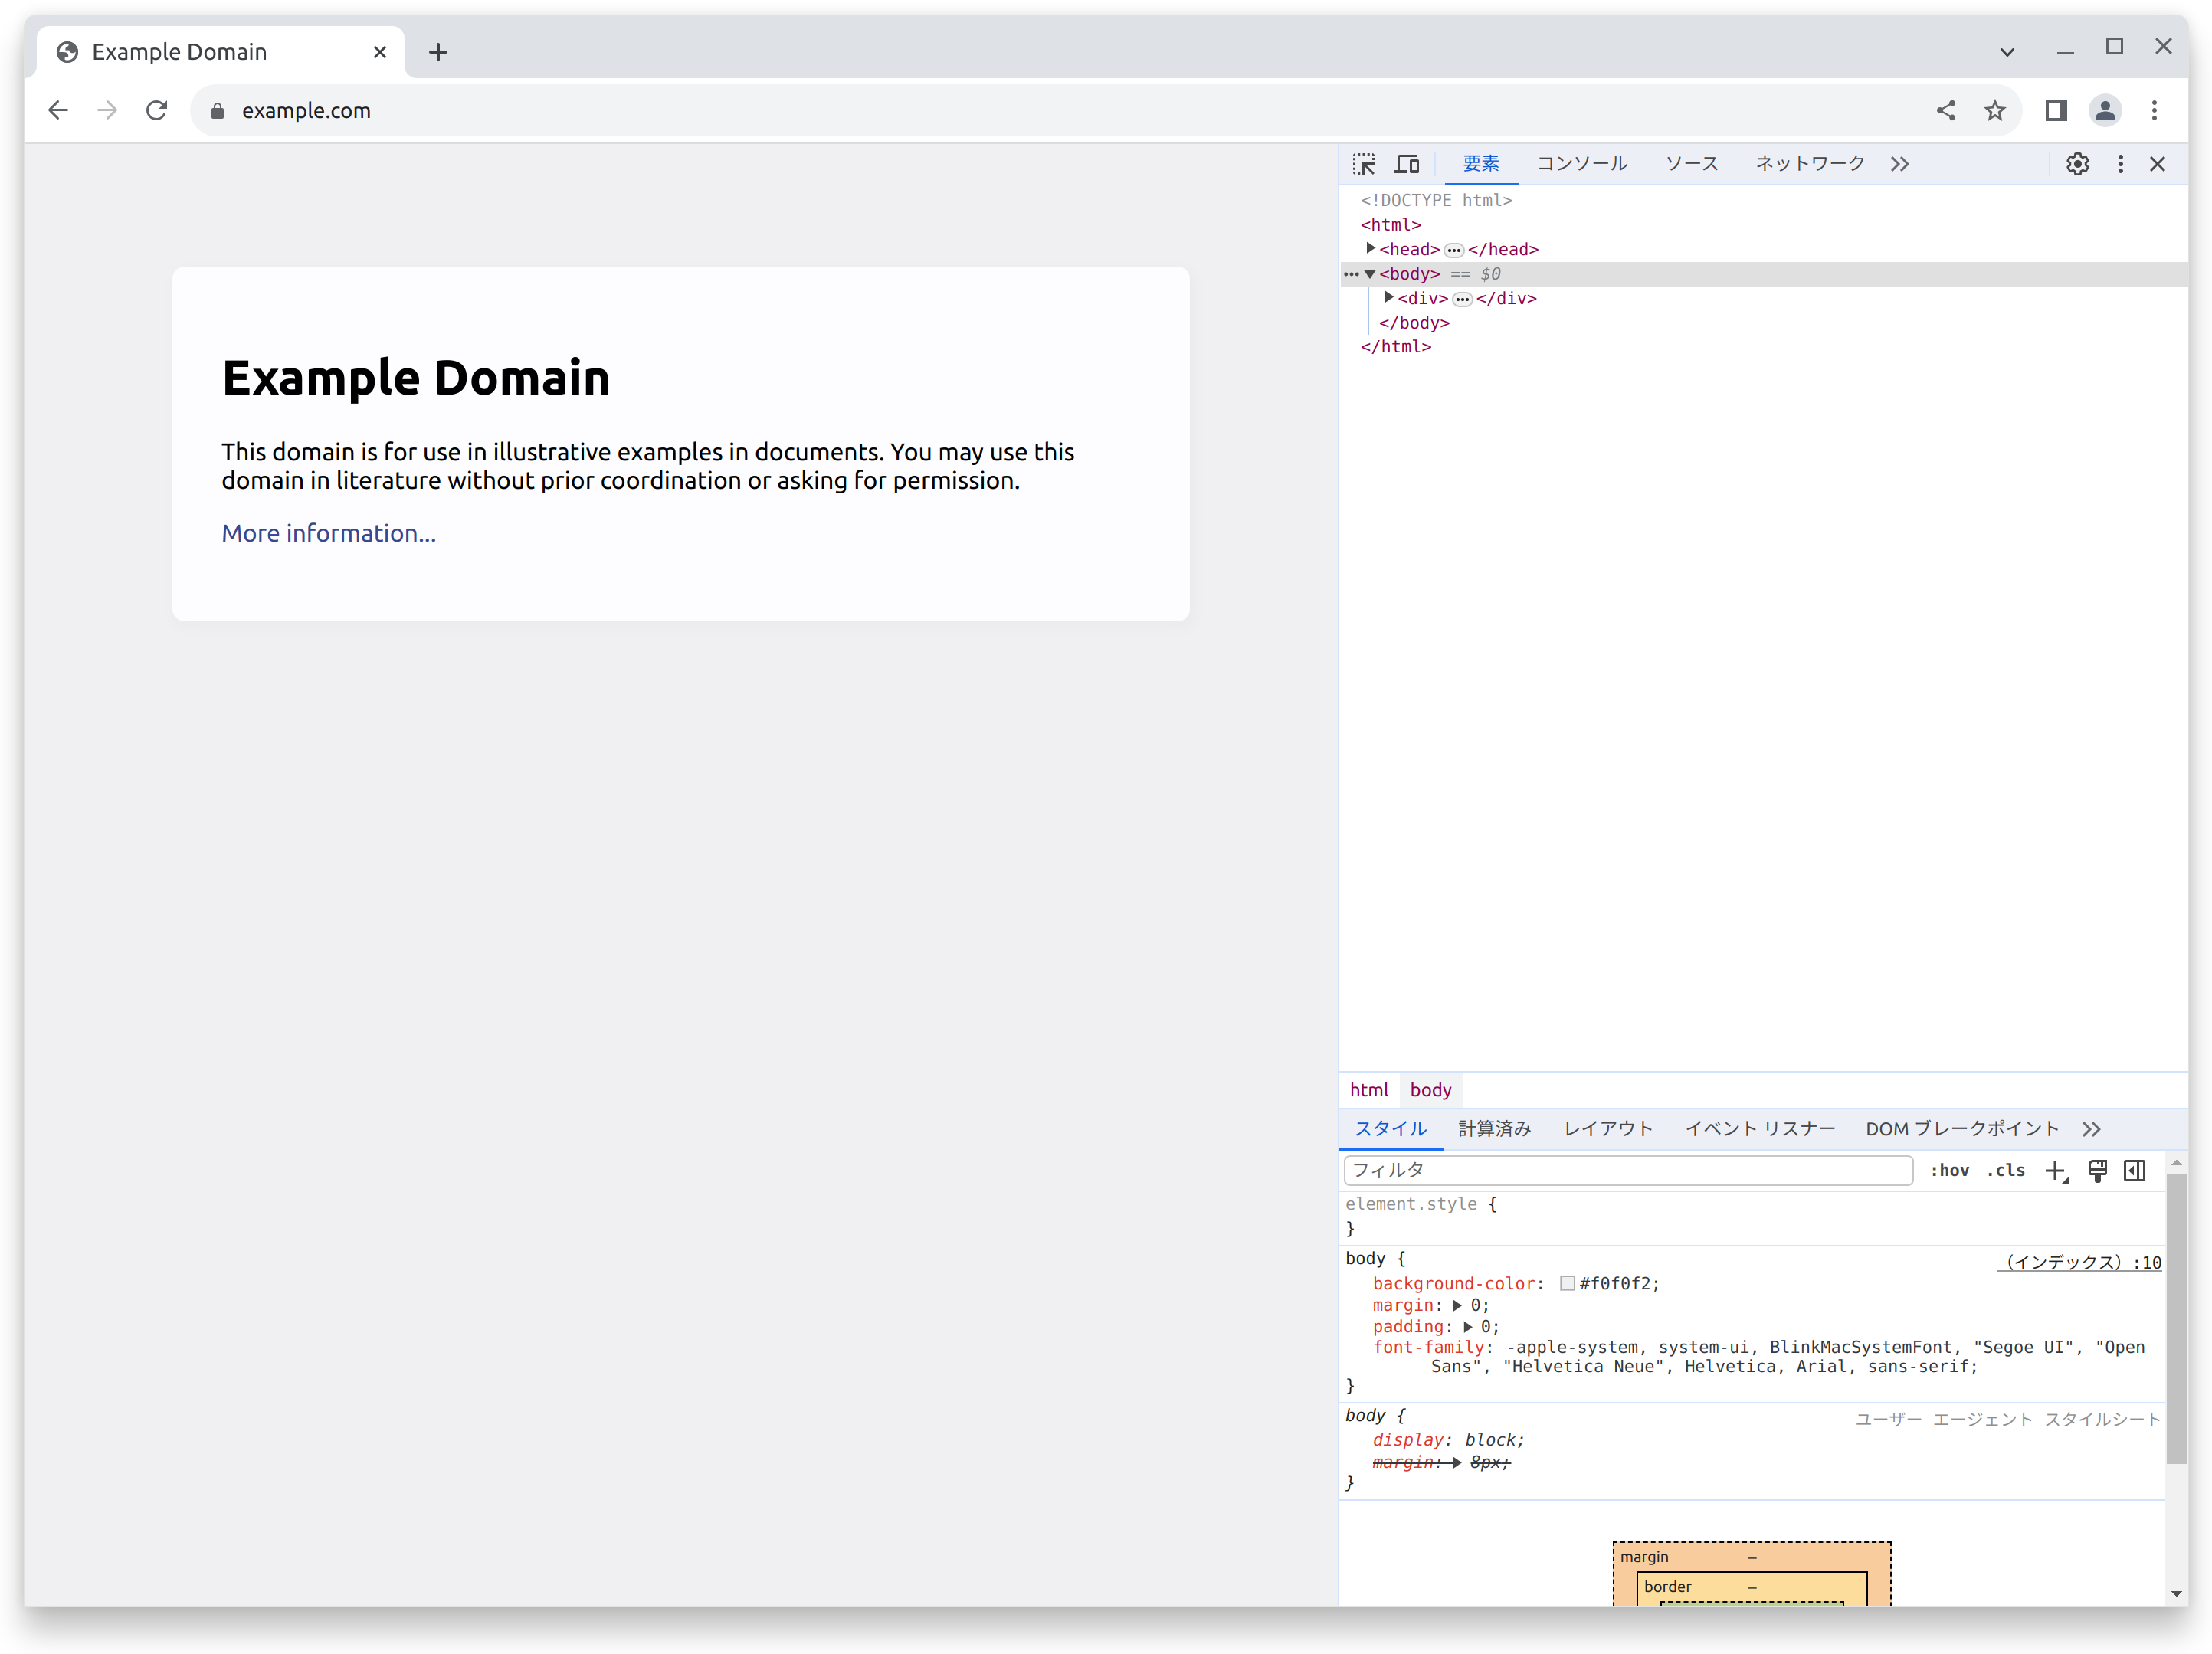 Example Domain
example.com
Example Domain
This domain is for use in illustrative examples in documents. You may use this
domain in literature without prior coordination or asking for permission.
More information...
要素 コンソール ソース ネットワーク
<!DOCTYPE html>
<html>
<head>…</head>
<body> == $0
<div>…</div>
</body>
</html>
html body
スタイル 計算済み レイアウト イベント リスナー DOM ブレークポイント
フィルタ :hov .cls
element.style {
}
body { （インデックス）:10
background-color: #f0f0f2;
margin: 0;
padding: 0;
font-family: -apple-system, system-ui, BlinkMacSystemFont, "Segoe UI", "Open
Sans", "Helvetica Neue", Helvetica, Arial, sans-serif;
}
body { ユーザー エージェント スタイルシート
display: block;
margin: 8px;
}
margin –
border –